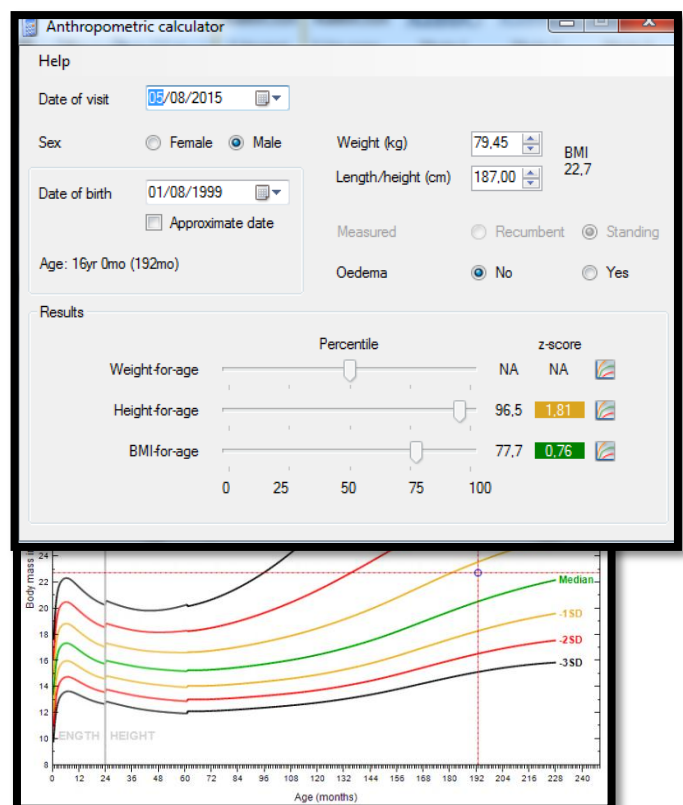 Anthropometric calculator
Help
Date of visit 05/08/2015
Sex Female Male Weight (kg) 79,45 BMI
Length/height (cm) 187,00 22,7
Date of birth 01/08/1999
Approximate date
Measured Recumbent Standing
Age: 16yr 0mo (192mo)
Oedema No Yes
Results
Percentile z-score
Weight-for-age NA NA
Height-for-age 96,5 1,81
BMI-for-age 77,7 0,76
0 25 50 75 100
Body mass
24
22
20
18
16
14
12
10
8
Median
-1SD
-2SD
-3SD
LENGTH HEIGHT
0 12 24 36 48 60 72 84 96 108 120 132 144 156 168 180 192 204 216 228 240
Age (months)